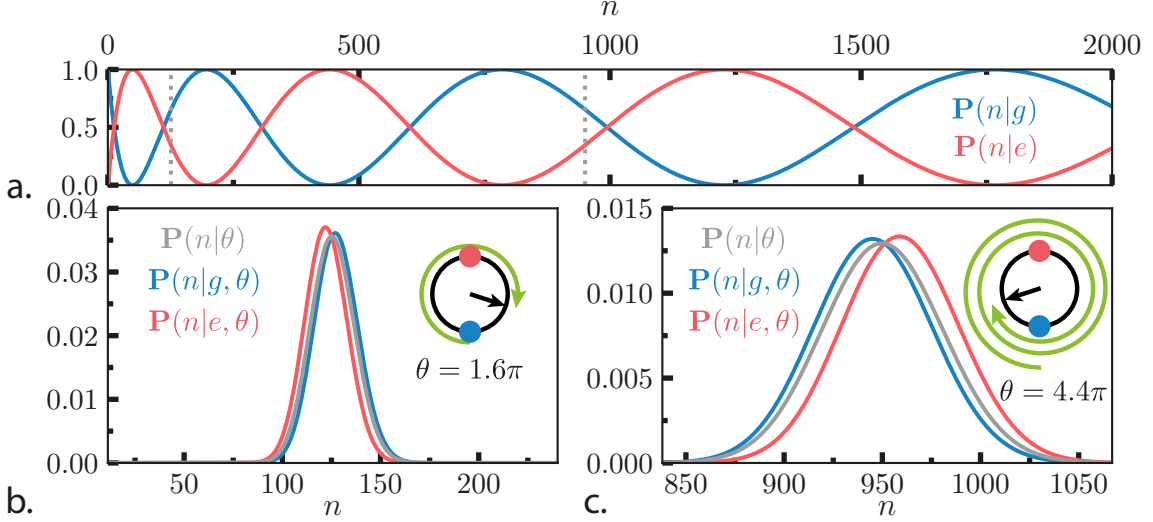 n
0 500 1000 1500 2000
1.0
0.5
0.0
P(n|g)
P(n|e)
a.
0.04
0.03
0.02
0.01
0.00
P(n|θ)
P(n|g, θ)
P(n|e, θ)
θ = 1.6π
50 100 150 200
n
b.
0.015
0.010
0.005
0.000
P(n|θ)
P(n|g, θ)
P(n|e, θ)
θ = 4.4π
850 900 950 1000 1050
n
c.